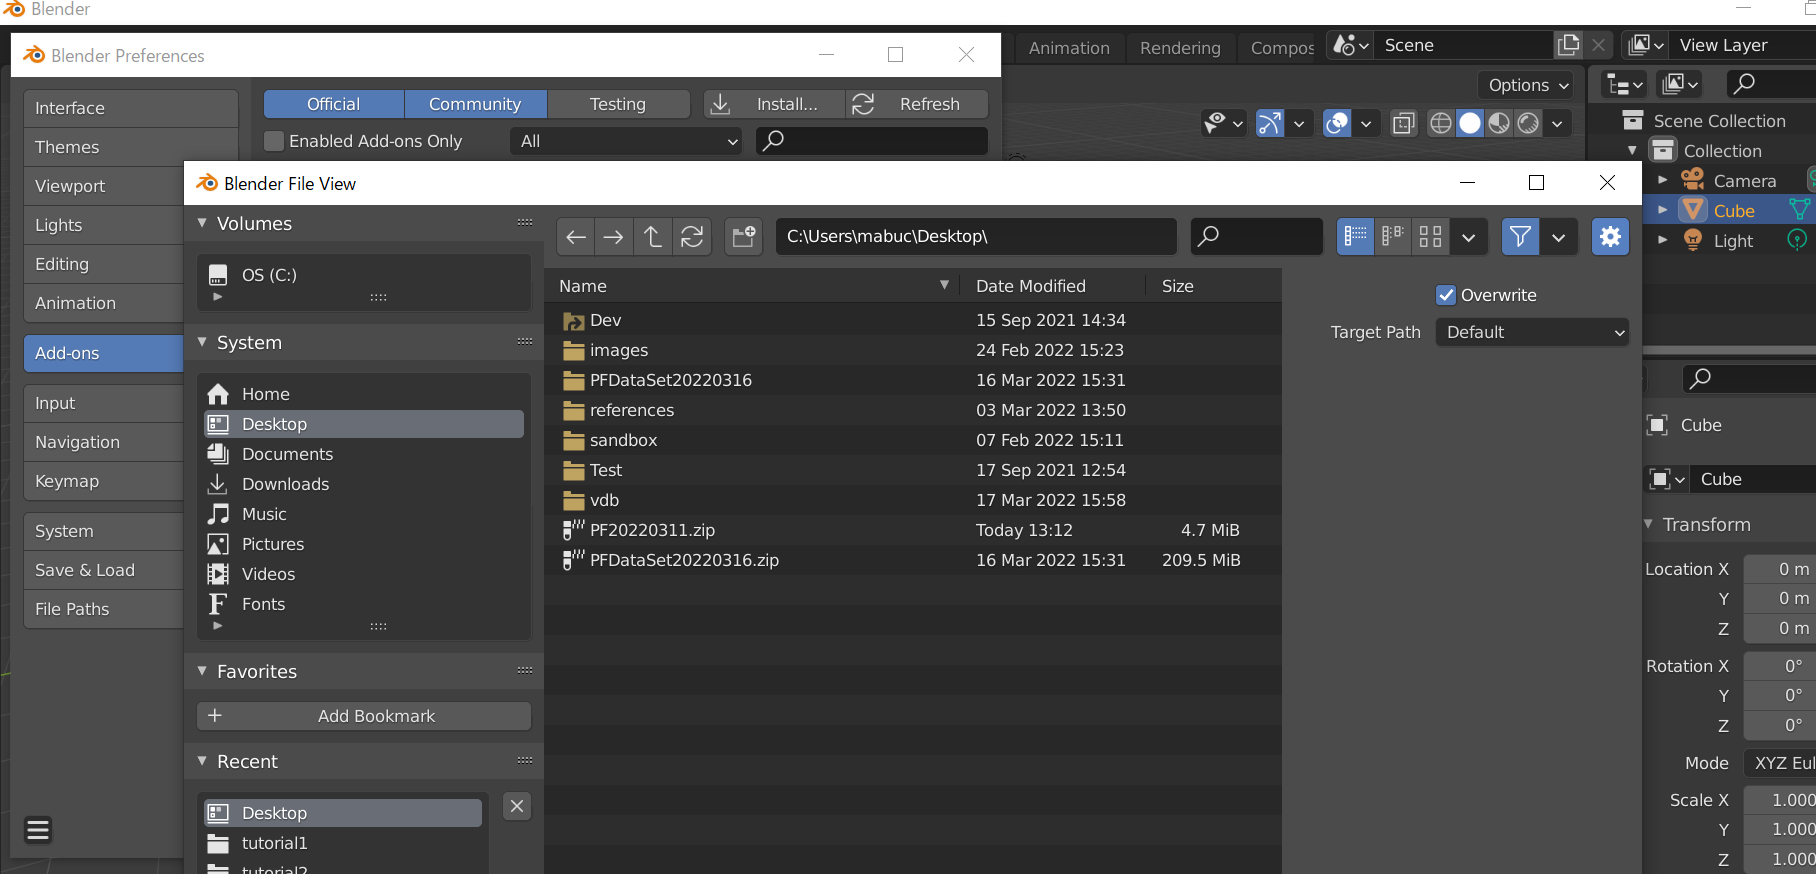 Blender
Blender Preferences
Animation
Rendering
Compos
Scene
View Layer
Options
Interface
Themes
Viewport
Lights
Editing
Animation
Add-ons
Input
Navigation
Keymap
System
Save & Load
File Paths
Official
Community
Testing
Install...
Refresh
Enabled Add-ons Only
All
Scene Collection
Collection
Camera
Cube
Light
Blender File View
Volumes
OS (C:)
System
Home
Desktop
Documents
Downloads
Music
Pictures
Videos
Fonts
Favorites
Add Bookmark
Recent
Desktop
tutorial1
tutorial2
C:\Users\mabuc\Desktop\
Name Date Modified Size
Dev 15 Sep 2021 14:34
images 24 Feb 2022 15:23
PFDataSet20220316 16 Mar 2022 15:31
references 03 Mar 2022 13:50
sandbox 07 Feb 2022 15:11
Test 17 Sep 2021 12:54
vdb 17 Mar 2022 15:58
PF20220311.zip Today 13:12 4.7 MiB
PFDataSet20220316.zip 16 Mar 2022 15:31 209.5 MiB
Overwrite
Target Path Default
Cube
Cube
Transform
Location X 0 m
Y 0 m
Z 0 m
Rotation X 0°
Y 0°
Z 0°
Mode XYZ Eul
Scale X 1.000
Y 1.000
Z 1.000